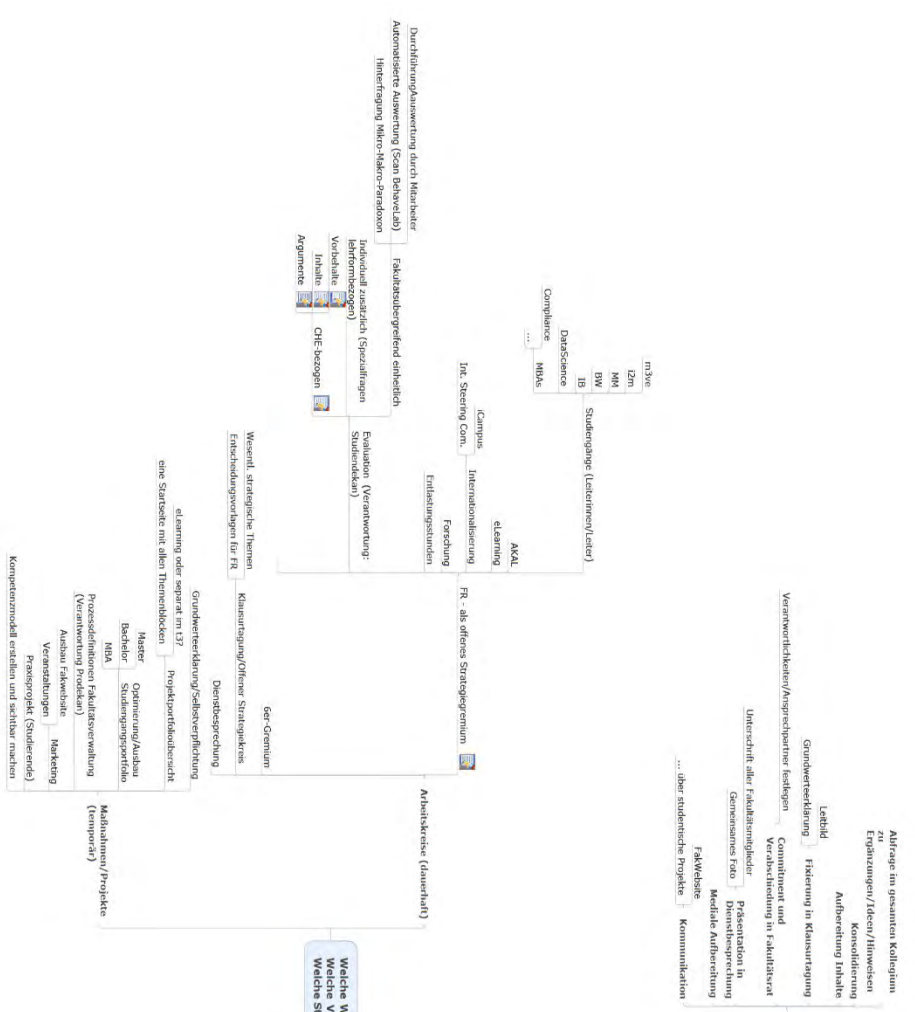 Abfrage im gesamten Kollegium
zu
Ergänzungen/Ideen/Hinweisen
Konsolidierung
Aufbereitung Inhalte
Leitbild
Grundwerteerklärung
Fixierung in Klausurtagung
Verantwortlichkeiten/Ansprechpartner festlegen
Commitment und
Verabschiedung in Fakultätsrat
Unterschrift aller Fakultätsmitglieder
Gemeinsames Foto
Präsentation in
Dienstbesprechung
Mediale Aufbereitung
FakWebsite
... über studentische Projekte
Kommunikation
m3ve
i2m
MM
BW
IB
DataScience
Compliance
...
MBAs
Studiengänge (Leiterinnen/Leiter)
AKAL
eLearning
iCampus
Int. Steering Com.
Internationalisierung
Forschung
Entlastungsstunden
FR - als offenes Strategiegremium
DurchführungAauswertung durch Mitarbeiter
Automatisierte Auswertung (Scan BehaveLab)
Hinterfragung Mikro-Makro-Paradoxon
Fakultätsübergreifend einheitlich
Individuell zusätzlich (Spezialfragen
lehrformbezogen)
Vorbehalte
Inhalte
Argumente
CHE-bezogen
Evaluation (Verantwortung:
Studiendekan)
6er-Gremium
Wesentl. strategische Themen
Entscheidungsvorlagen für FR
Klausurtagung/Offener Strategiekreis
Dienstbesprechung
Arbeitskreise (dauerhaft)
Welche
Welche
Welche
Grundwerteerklärung/Selbstverpflichtung
eLearning oder separat im t3?
eine Startseite mit allen Themenblöcken
Projektportfolioübersicht
Master
Bachelor
MBA
Optimierung/Ausbau
Studiengangsportfolio
Prozessdefinitionen Fakultätsverwaltung
(Verantwortung Prodekan)
Ausbau Fakwebsite
Veranstaltungen
Praxisprojekt (Studierende)
Marketing
Kompetenzmodell erstellen und sichtbar machen
Maßnahmen/Projekte
(temporär)